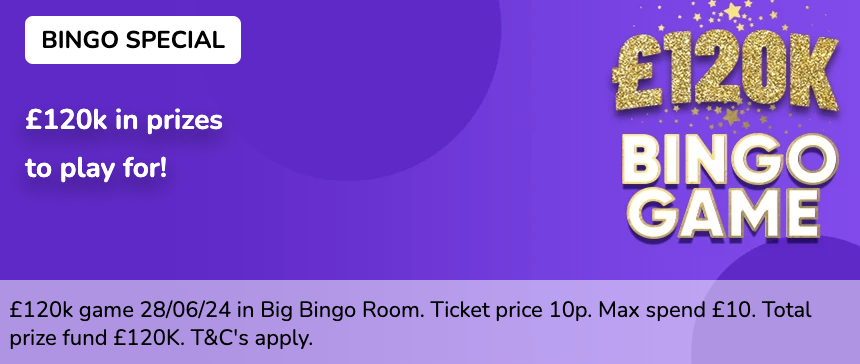 BINGO SPECIAL
£120k in prizes
to play for!
£120K
BINGO
GAME
£120k game 28/06/24 in Big Bingo Room. Ticket price 10p. Max spend £10. Total
prize fund £120K. T&C's apply.